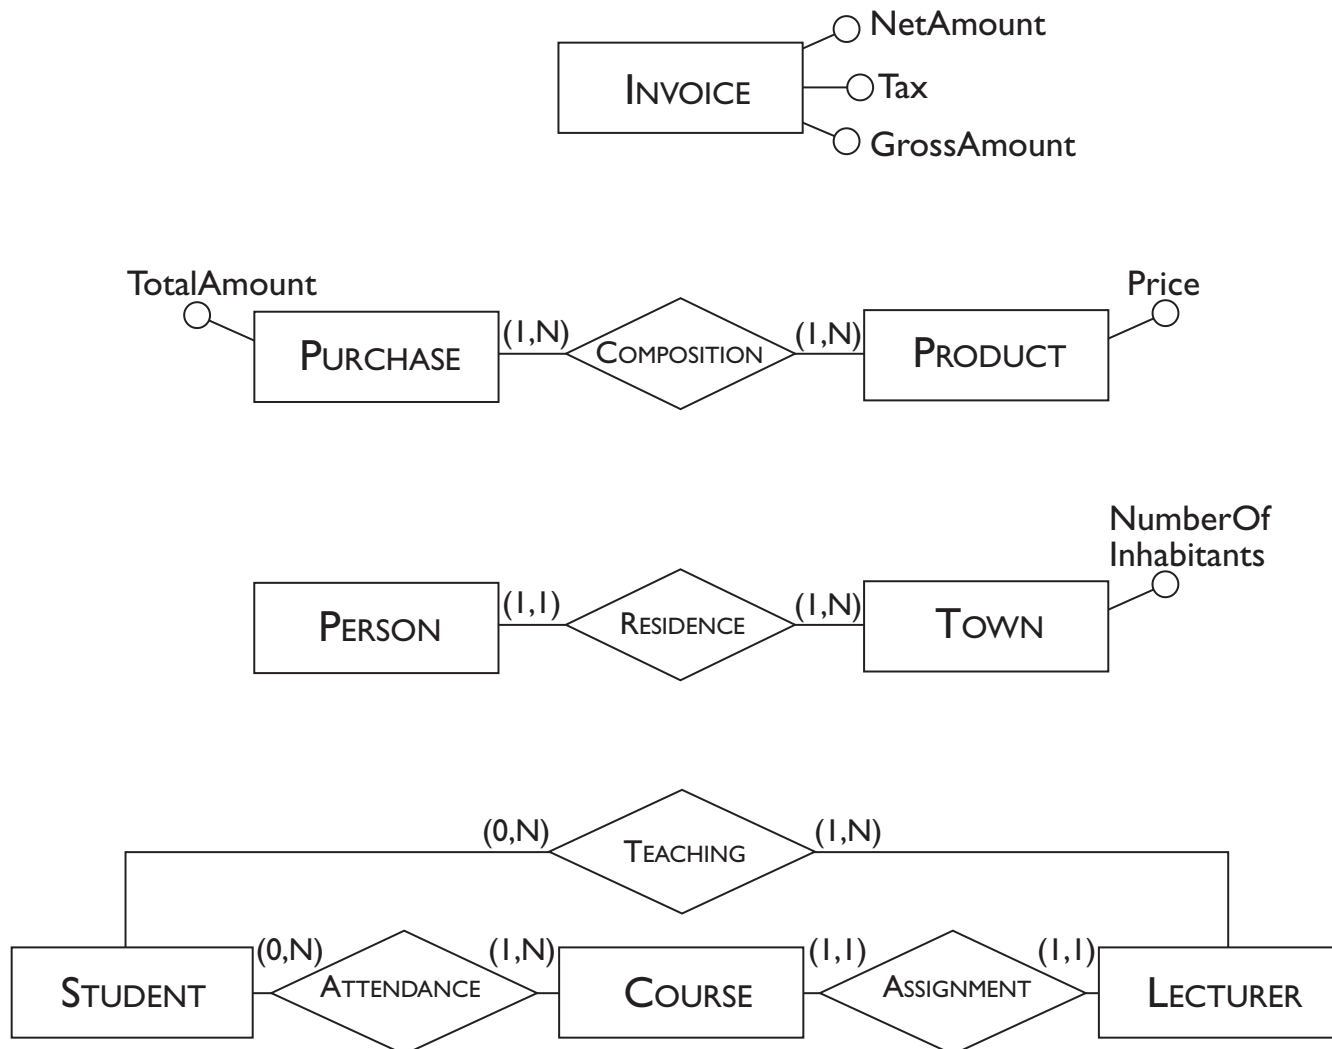 NetAmount
INVOICE
Tax
GrossAmount
TotalAmount
Price
PURCHASE
(1,N)
COMPOSITION
(1,N)
PRODUCT
NumberOf
Inhabitants
PERSON
(1,1)
RESIDENCE
(1,N)
TOWN
(0,N)
TEACHING
(1,N)
STUDENT
(0,N)
ATTENDANCE
(1,N)
COURSE
(1,1)
ASSIGNMENT
(1,1)
LECTURER